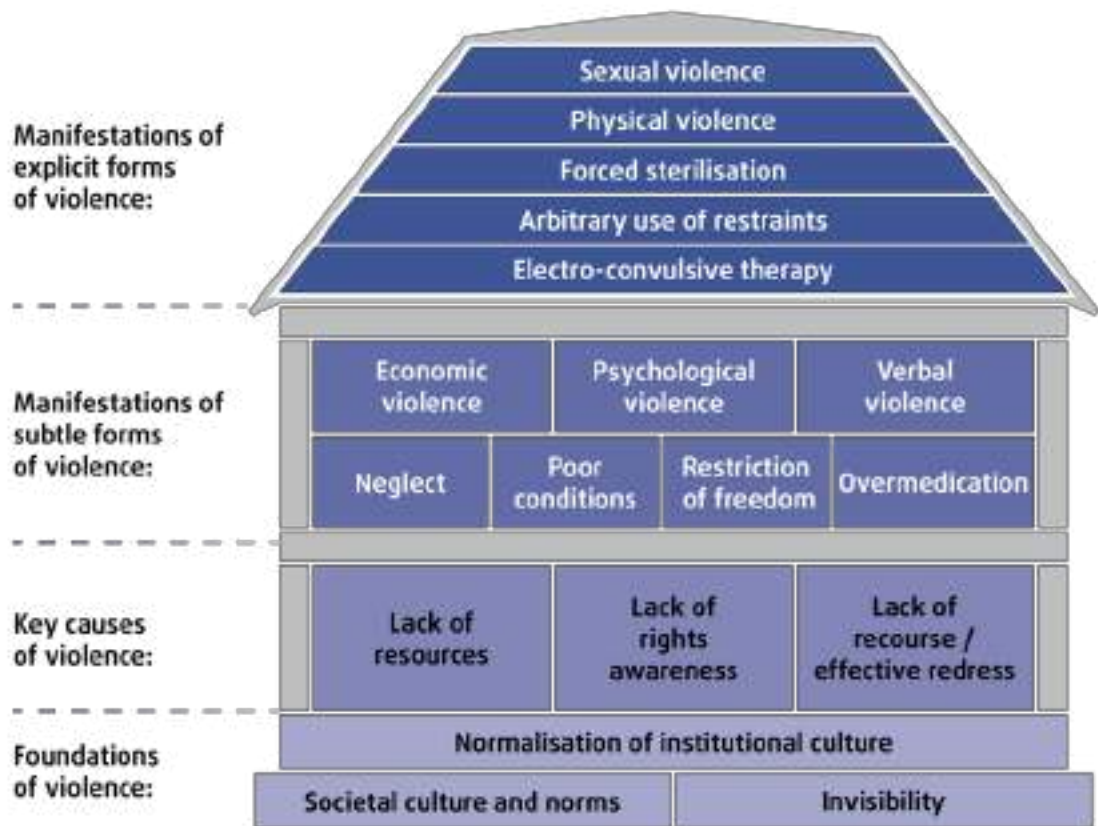 Manifestations of
explicit forms
of violence:
Sexual violence
Physical violence
Forced sterilisation
Arbitrary use of restraints
Electro-convulsive therapy
Manifestations of
subtle forms
of violence:
Economic
violence
Psychological
violence
Verbal
violence
Neglect
Poor
conditions
Restriction
of freedom
Overmedication
Key causes
of violence:
Lack of
resources
Lack of
rights
awareness
Lack of
recourse /
effective redress
Foundations
of violence:
Normalisation of institutional culture
Societal culture and norms
Invisibility